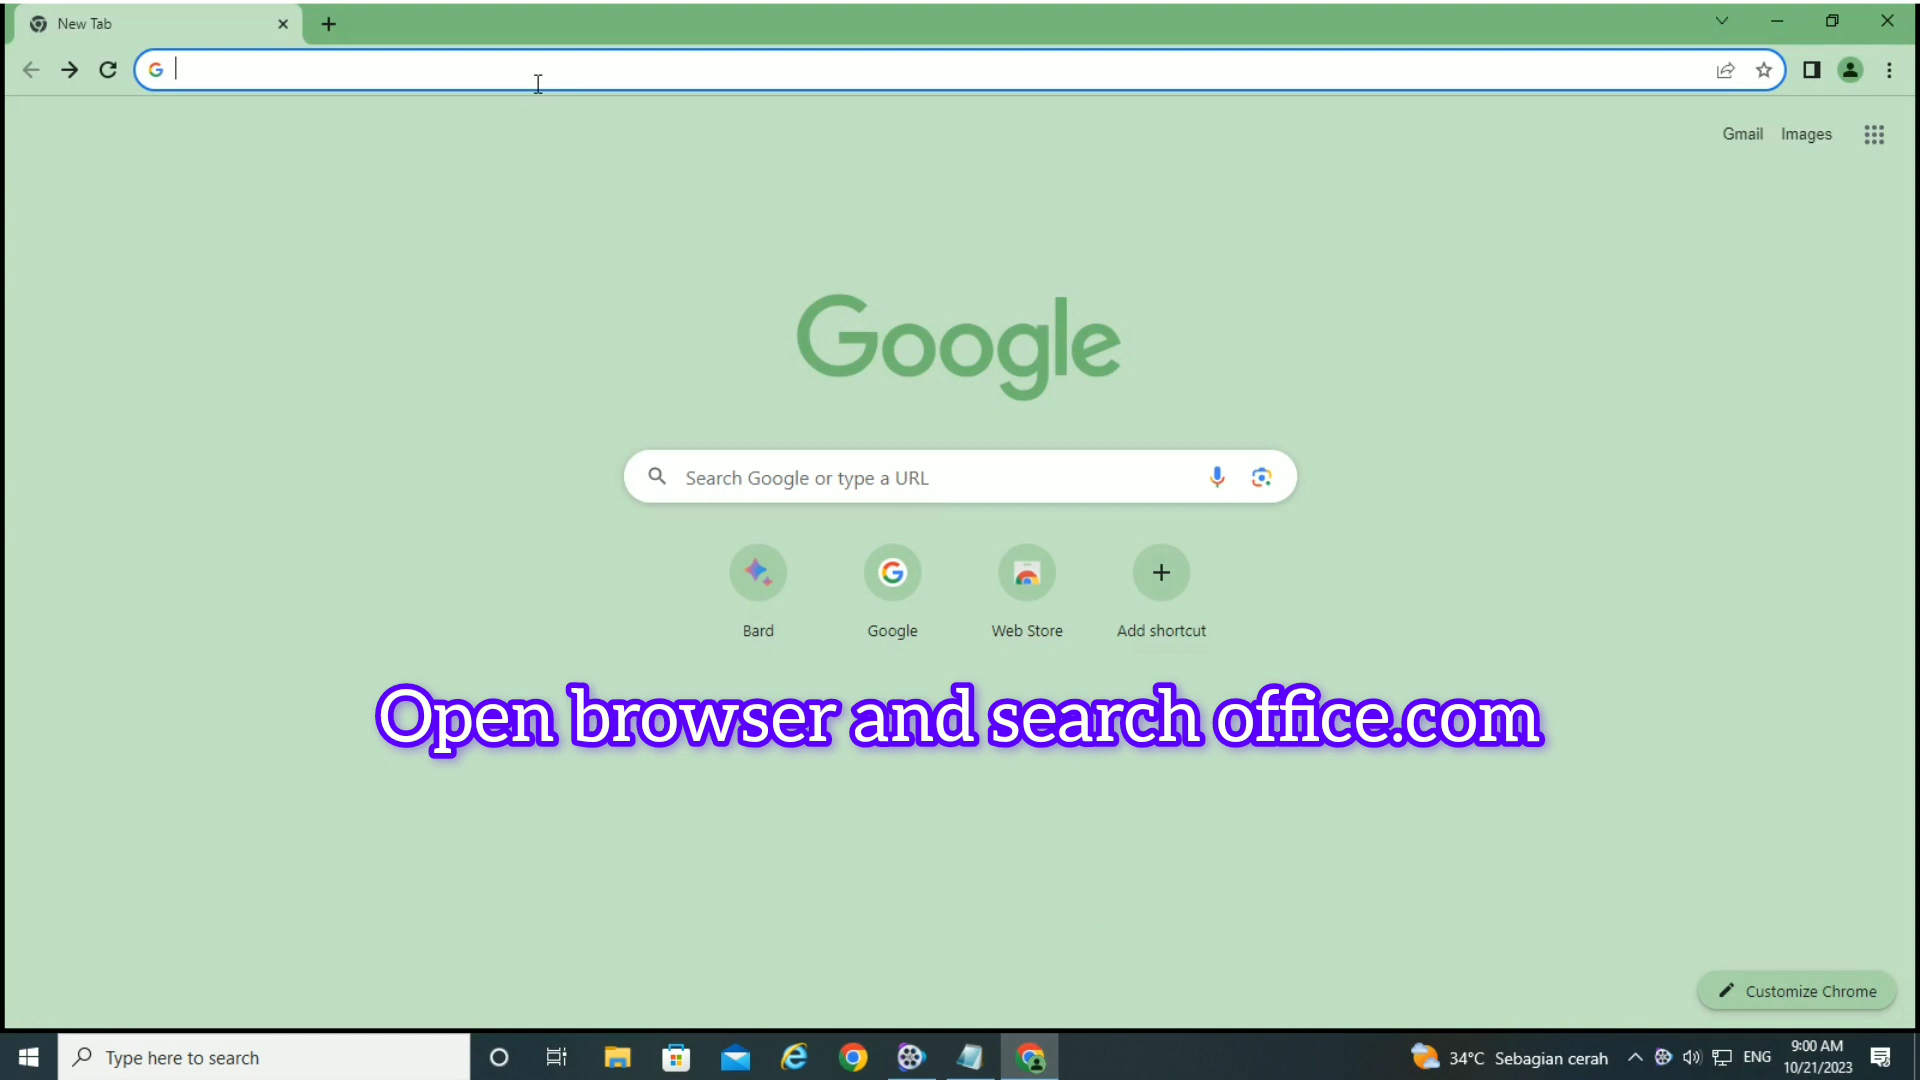 New Tab
Gmail Images
Google
Search Google or type a URL
Bard Google Web Store Add shortcut
Open browser and search office.com
Customize Chrome
Type here to search
34°C Sebagian cerah ENG 9:00 AM
10/21/2023